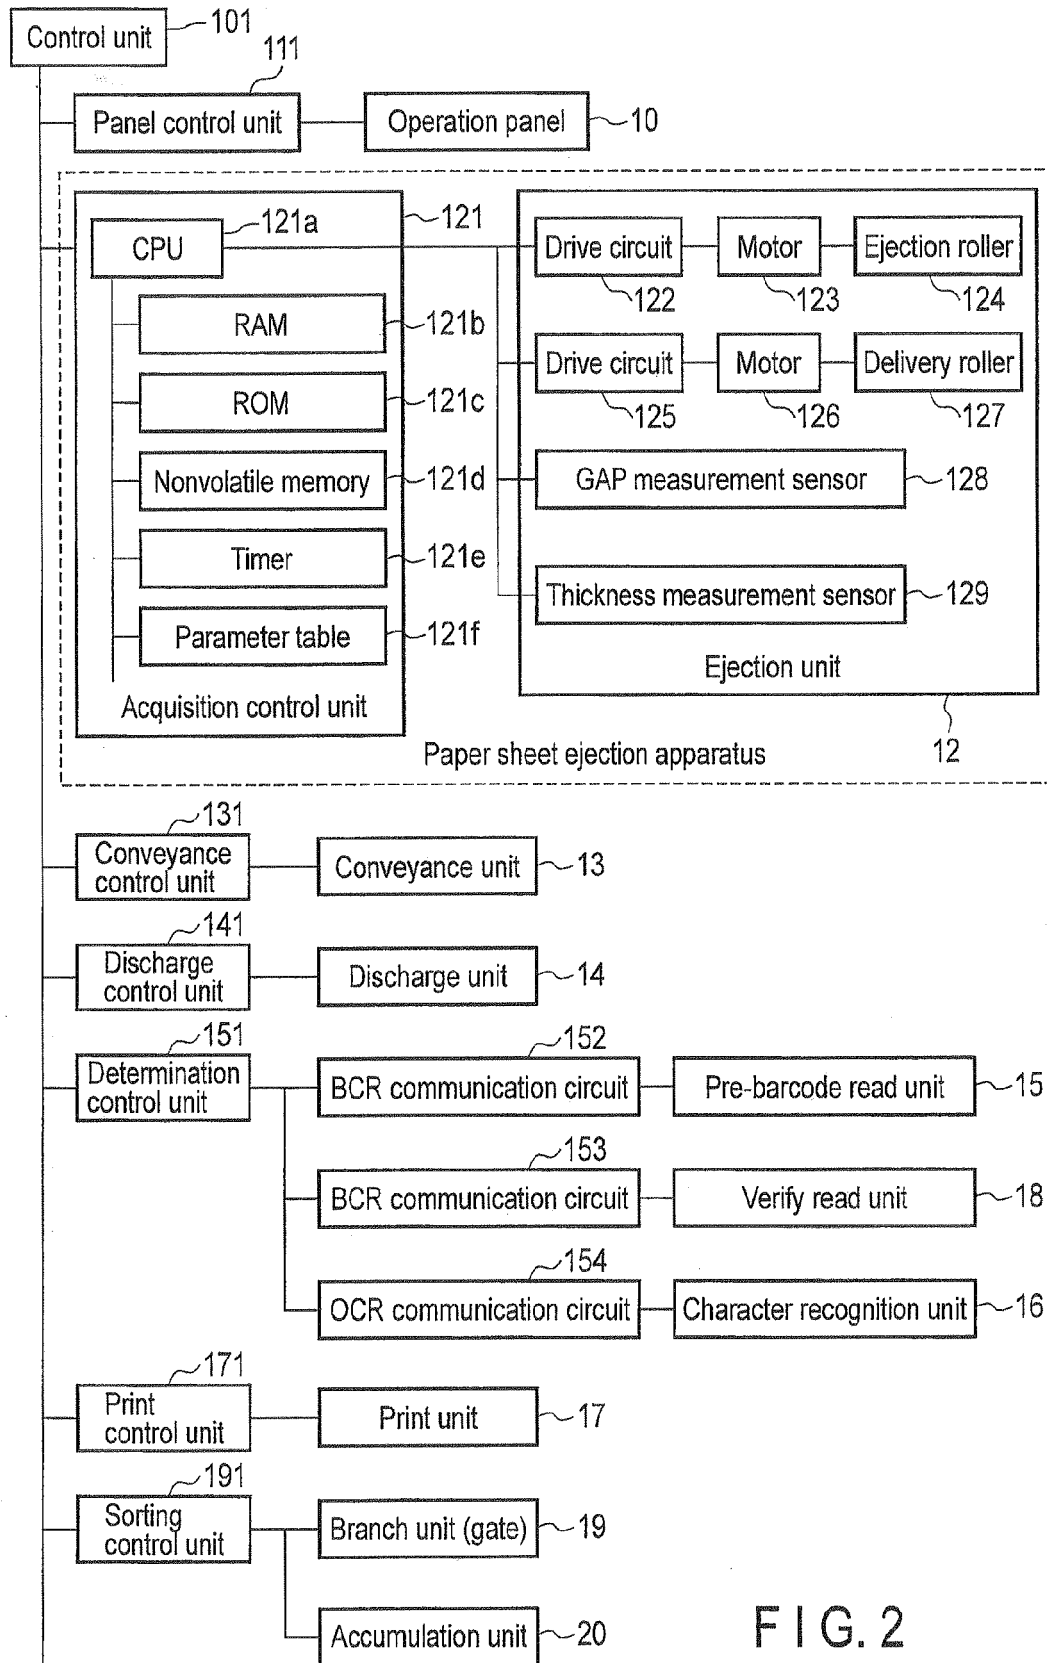 Control unit
101
111
Panel control unit
Operation panel
10
CPU
121a
121
RAM
121b
ROM
121c
Nonvolatile memory
121d
Timer
121e
Parameter table
121f
Acquisition control unit
Drive circuit
122
Motor
123
Ejection roller
124
Drive circuit
125
Motor
126
Delivery roller
127
GAP measurement sensor
128
Thickness measurement sensor
129
Ejection unit
12
Paper sheet ejection apparatus
131
Conveyance
control unit
Conveyance unit
13
141
Discharge
control unit
Discharge unit
14
151
Determination
control unit
152
BCR communication circuit
Pre-barcode read unit
15
153
BCR communication circuit
Verify read unit
18
154
OCR communication circuit
Character recognition unit
16
171
Print
control unit
Print unit
17
191
Sorting
control unit
Branch unit (gate)
19
Accumulation unit
20
FIG. 2